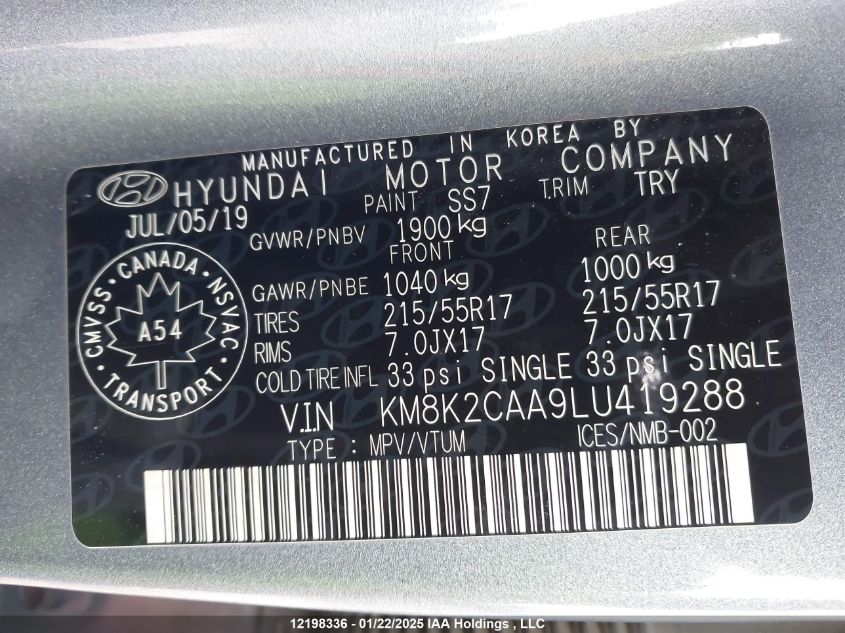 MANUFACTURED IN KOREA BY
HYUNDAI MOTOR COMPANY
JUL/05/19 PAINT SS7 T.RIM TRY
GVWR/PNBV 1900 kg
FRONT REAR
GAWR/PNBE 1040 kg 1000 kg
TIRES 215/55R17 215/55R17
RIMS 7.0JX17 7.0JX17
COLD TIRE INFL 33 psi SINGLE 33 psi SINGLE
CMVSS · CANADA · NSVAC · TRANSPORT ·
A54
V.I.N KM8K2CAA9LU419288
TYPE : MPV/VTUM ICES/NMB-002
12198336 - 01/22/2025 IAA Holdings , LLC